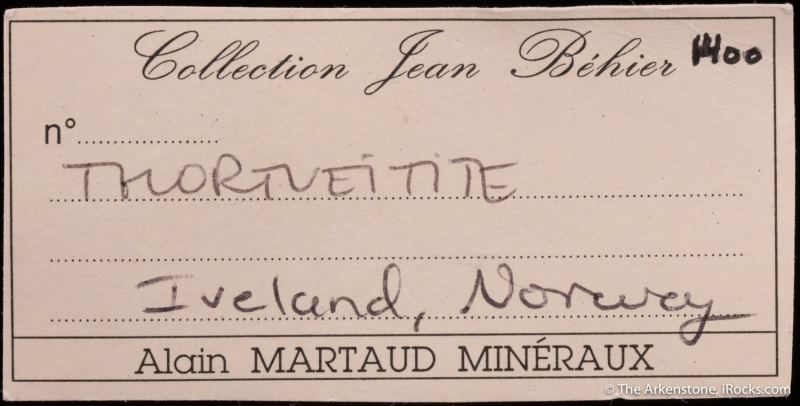 Collection Jean Béhier 1400
n°....................
THORTVEITITE
Iveland, Norway
Alain MARTAUD MINÉRAUX
© The Arkenstone, iRocks.com